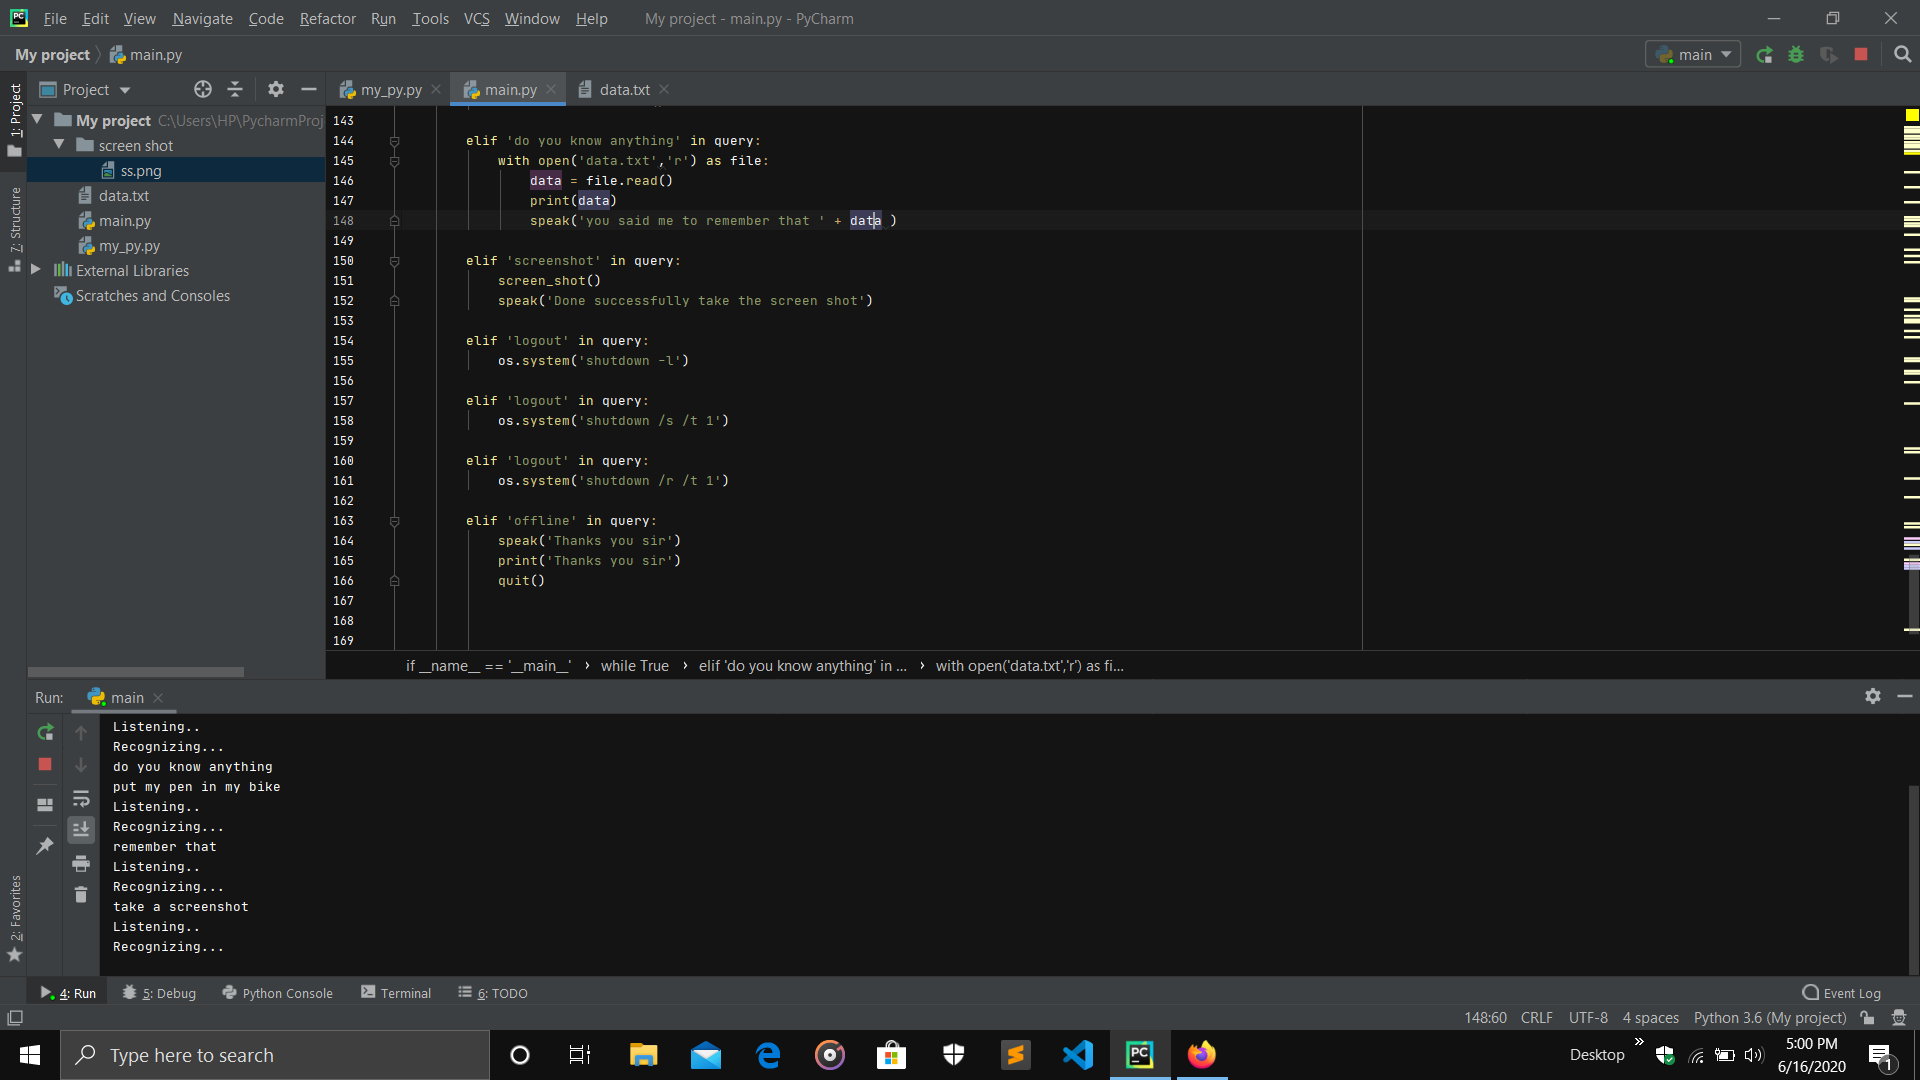 File Edit View Navigate Code Refactor Run Tools VCS Window Help My project - main.py - PyCharm
My project main.py main
1: Project
7: Structure
2: Favorites
Project
My project C:\Users\HP\PycharmProj
screen shot
ss.png
data.txt
main.py
my_py.py
External Libraries
Scratches and Consoles
my_py.py main.py data.txt
143
144 elif 'do you know anything' in query:
145 with open('data.txt','r') as file:
146 data = file.read()
147 print(data)
148 speak('you said me to remember that ' + data )
149
150 elif 'screenshot' in query:
151 screen_shot()
152 speak('Done successfully take the screen shot')
153
154 elif 'logout' in query:
155 os.system('shutdown -l')
156
157 elif 'logout' in query:
158 os.system('shutdown /s /t 1')
159
160 elif 'logout' in query:
161 os.system('shutdown /r /t 1')
162
163 elif 'offline' in query:
164 speak('Thanks you sir')
165 print('Thanks you sir')
166 quit()
167
168
169
if __name__ == '__main__' › while True › elif 'do you know anything' in ... › with open('data.txt','r') as fi...
Run: main
Listening..
Recognizing...
do you know anything
put my pen in my bike
Listening..
Recognizing...
remember that
Listening..
Recognizing...
take a screenshot
Listening..
Recognizing...
4: Run 5: Debug Python Console Terminal 6: TODO Event Log
148:60 CRLF UTF-8 4 spaces Python 3.6 (My project)
Type here to search
Desktop
5:00 PM
6/16/2020
1